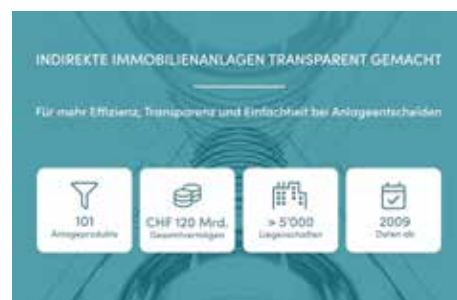 INDIREKTE IMMOBILIENANLAGEN TRANSPARENT GEMACHT
Für mehr Effizienz, Transparenz und Einfachheit bei Anlageentscheiden
101
Anlageprodukte
CHF 120 Mrd.
Gesamtvermögen
> 5'000
Liegenschaften
2009
Daten ab